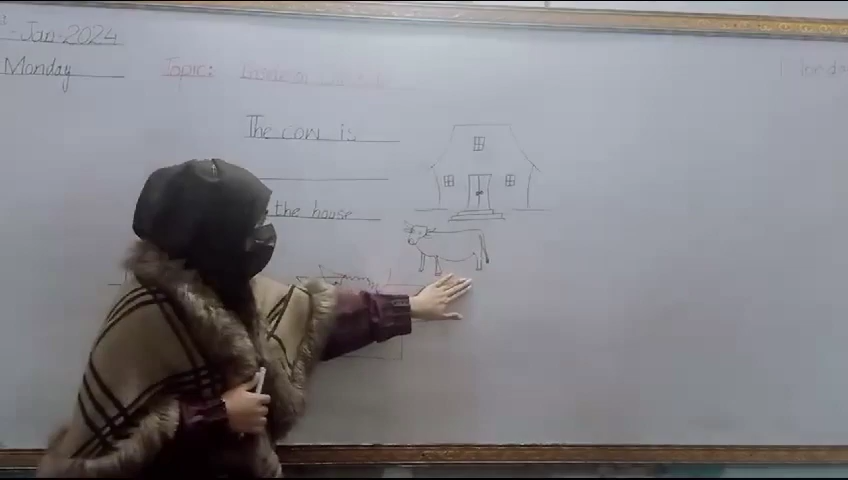 -Jan-2024
Monday
Topic:
The cow is
the house